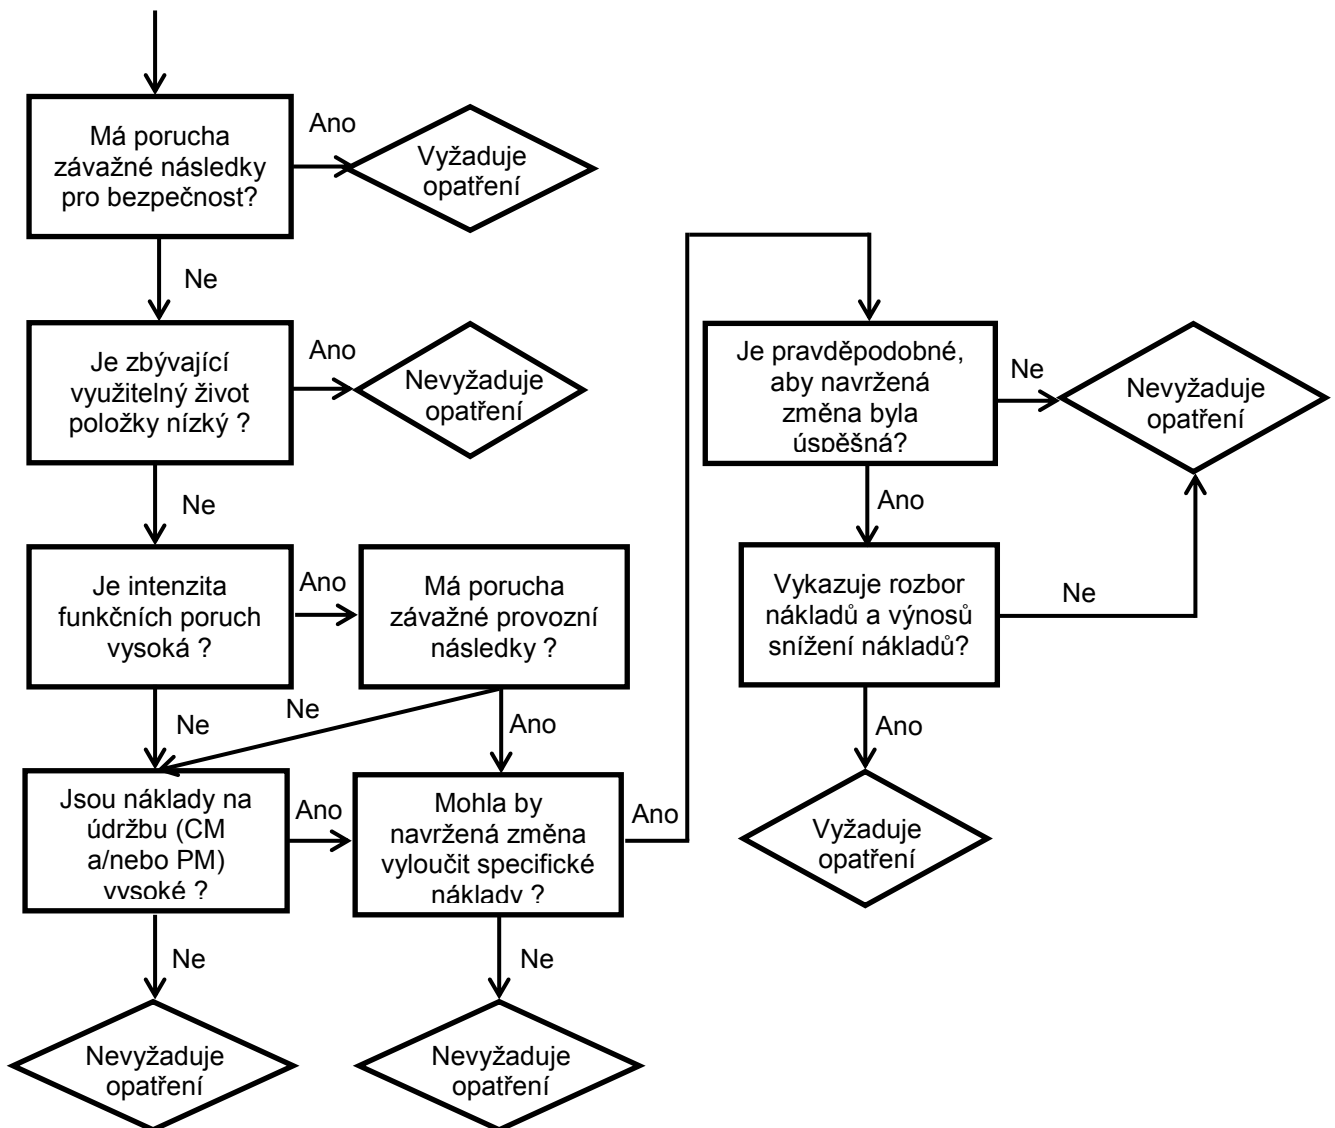 Má porucha
závažné následky
pro bezpečnost?
Ano
Vyžaduje
opatření
Ne
Je zbývající
využitelný život
položky nízký ?
Ano
Nevyžaduje
opatření
Ne
Je intenzita
funkčních poruch
vysoká ?
Ano
Má porucha
závažné provozní
následky ?
Ne
Ne
Ano
Jsou náklady na
údržbu (CM
a/nebo PM)
vysoké ?
Ano
Mohla by
navržená změna
vyloučit specifické
náklady ?
Ano
Ne
Nevyžaduje
opatření
Ne
Nevyžaduje
opatření
Je pravděpodobné,
aby navržená
změna byla
úspěšná?
Ne
Nevyžaduje
opatření
Ano
Vykazuje rozbor
nákladů a výnosů
snížení nákladů?
Ne
Ano
Vyžaduje
opatření